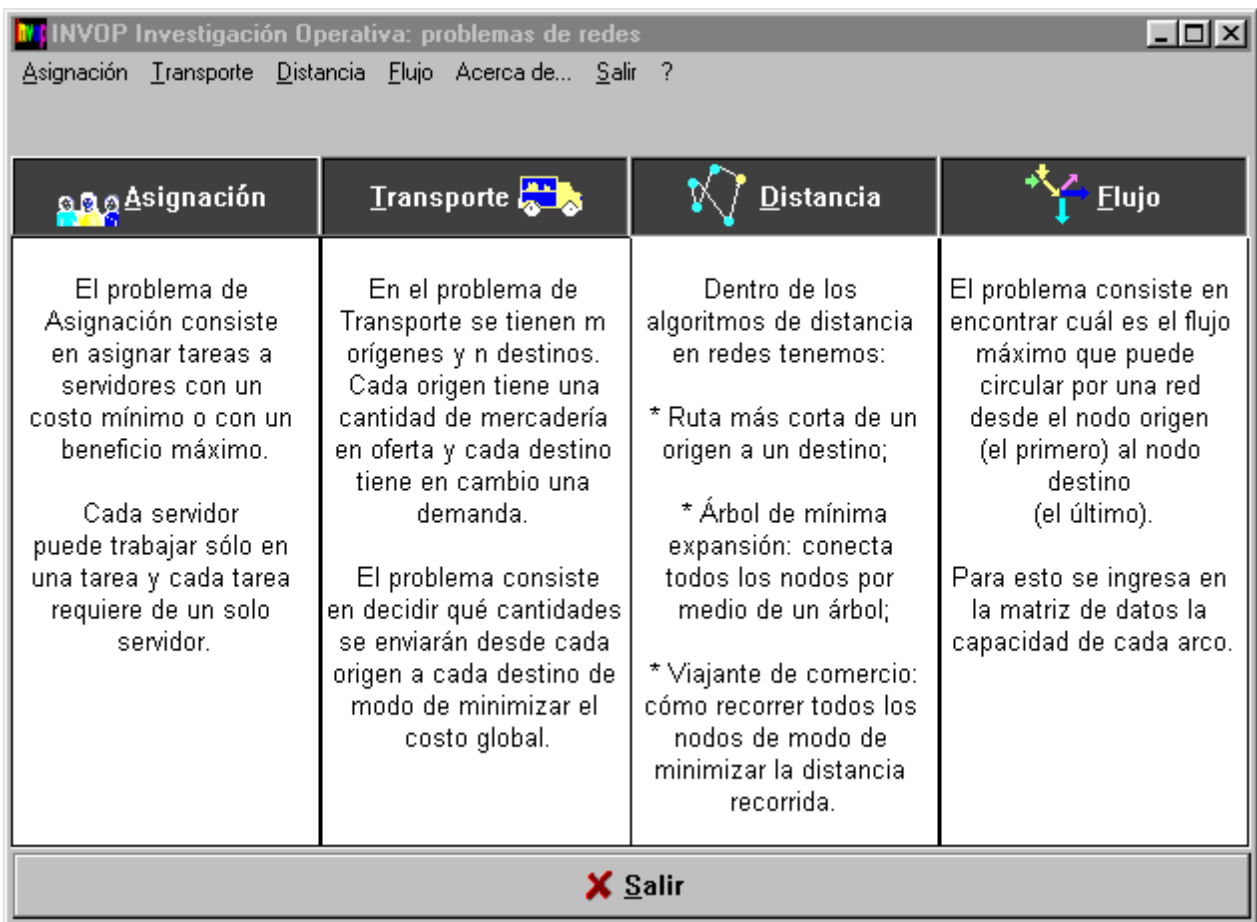 INVOP Investigación Operativa: problemas de redes
Asignación Transporte Distancia Flujo Acerca de... Salir ?
Asignación
El problema de
Asignación consiste
en asignar tareas a
servidores con un
costo mínimo o con un
beneficio máximo.
Cada servidor
puede trabajar sólo en
una tarea y cada tarea
requiere de un solo
servidor.
Transporte
En el problema de
Transporte se tienen m
orígenes y n destinos.
Cada origen tiene una
cantidad de mercadería
en oferta y cada destino
tiene en cambio una
demanda.
El problema consiste
en decidir qué cantidades
se enviarán desde cada
origen a cada destino de
modo de minimizar el
costo global.
Distancia
Dentro de los
algoritmos de distancia
en redes tenemos:
* Ruta más corta de un
origen a un destino;
* Árbol de mínima
expansión: conecta
todos los nodos por
medio de un árbol;
* Viajante de comercio:
cómo recorrer todos los
nodos de modo de
minimizar la distancia
recorrida.
Flujo
El problema consiste en
encontrar cuál es el flujo
máximo que puede
circular por una red
desde el nodo origen
(el primero) al nodo
destino
(el último).
Para esto se ingresa en
la matriz de datos la
capacidad de cada arco.
Salir